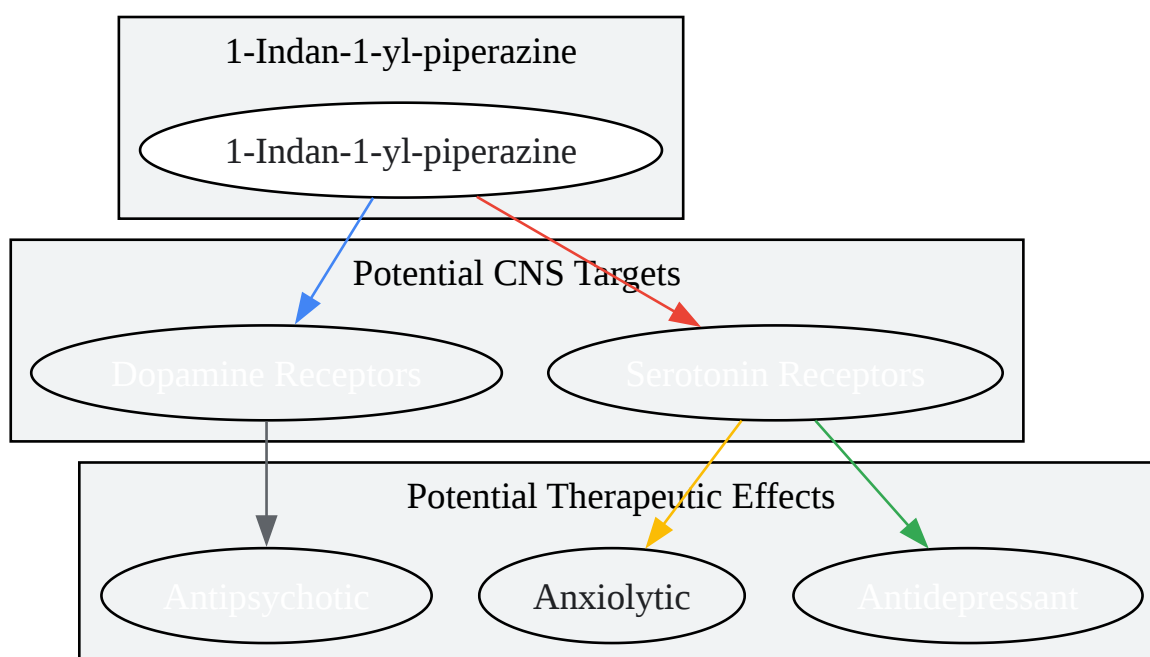 1-Indan-1-yl-piperazine
1-Indan-1-yl-piperazine
Potential CNS Targets
Dopamine Receptors
Serotonin Receptors
Potential Therapeutic Effects
Antipsychotic
Anxiolytic
Antidepressant